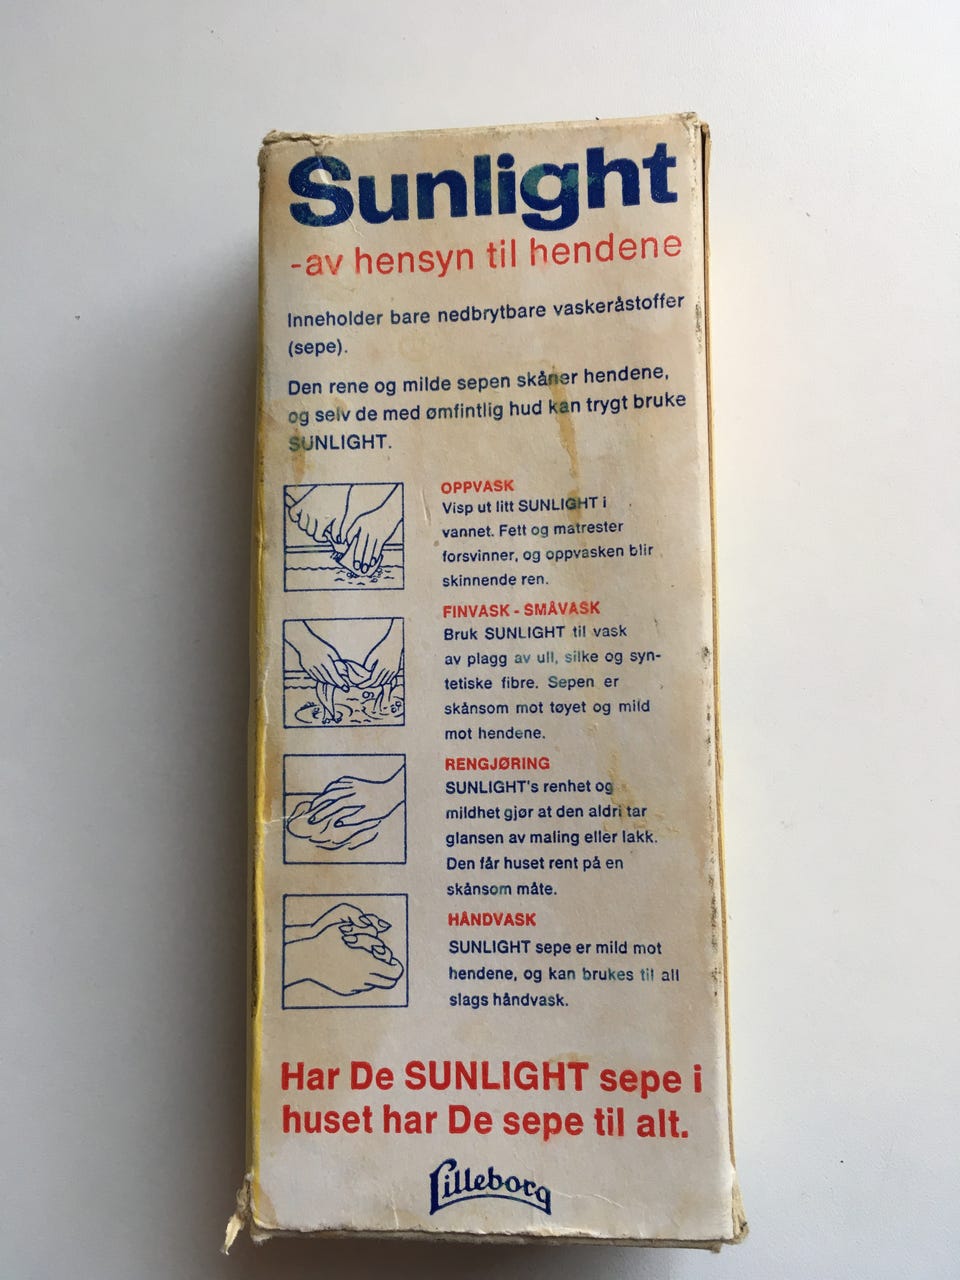 Sunlight
-av hensyn til hendene
Inneholder bare nedbrytbare vaskeråstoffer
(sepe).
Den rene og milde sepen skåner hendene,
og selv de med ømfintlig hud kan trygt bruke
SUNLIGHT.
OPPVASK
Visp ut litt SUNLIGHT i
vannet. Fett og matrester
forsvinner, og oppvasken blir
skinnende ren.
FINVASK - SMÅVASK
Bruk SUNLIGHT til vask
av plagg av ull, silke og syn-
tetiske fibre. Sepen er
skånsom mot tøyet og mild
mot hendene.
RENGJØRING
SUNLIGHT's renhet og
mildhet gjør at den aldri tar
glansen av maling eller lakk.
Den får huset rent på en
skånsom måte.
HÅNDVASK
SUNLIGHT sepe er mild mot
hendene, og kan brukes til all
slags håndvask.
Har De SUNLIGHT sepe i
huset har De sepe til alt.
Lilleborg